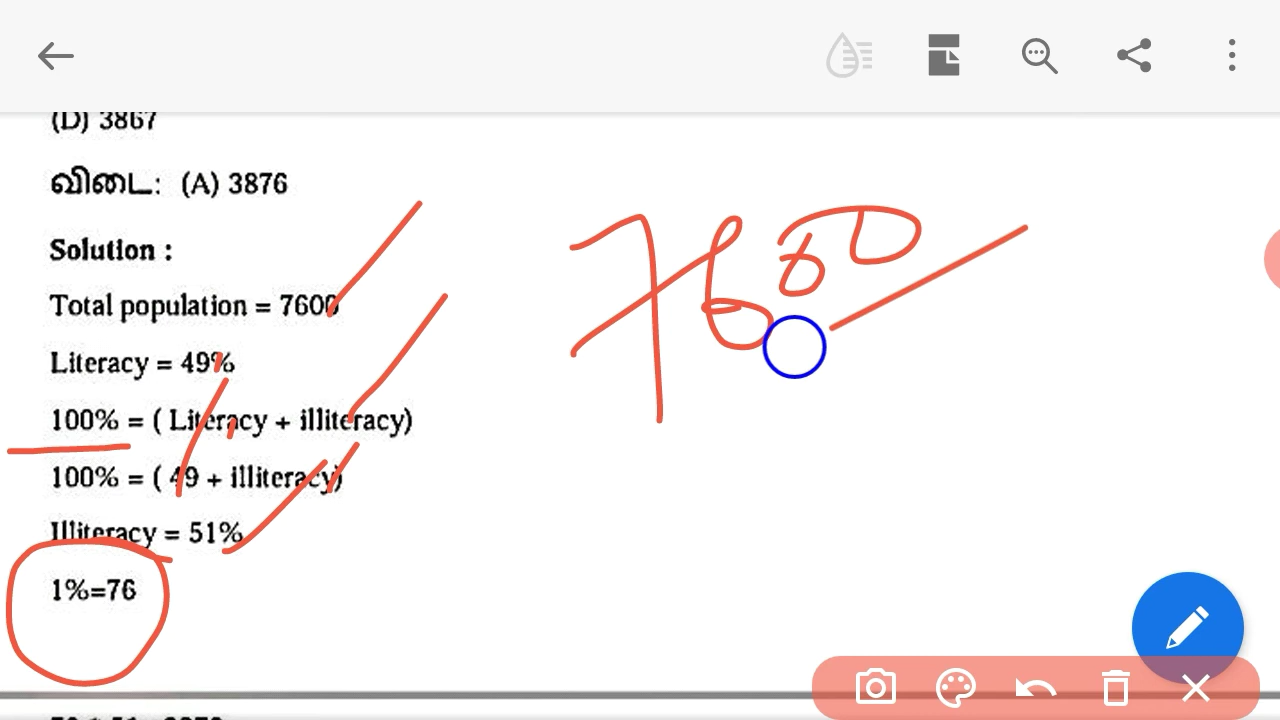 (D) 3867
விடை: (A) 3876
Solution :
Total population = 7600
Literacy = 49%
100% = ( Literacy + illiteracy)
100% = ( 49 + illiteracy)
Illiteracy = 51%
1%=76
7600